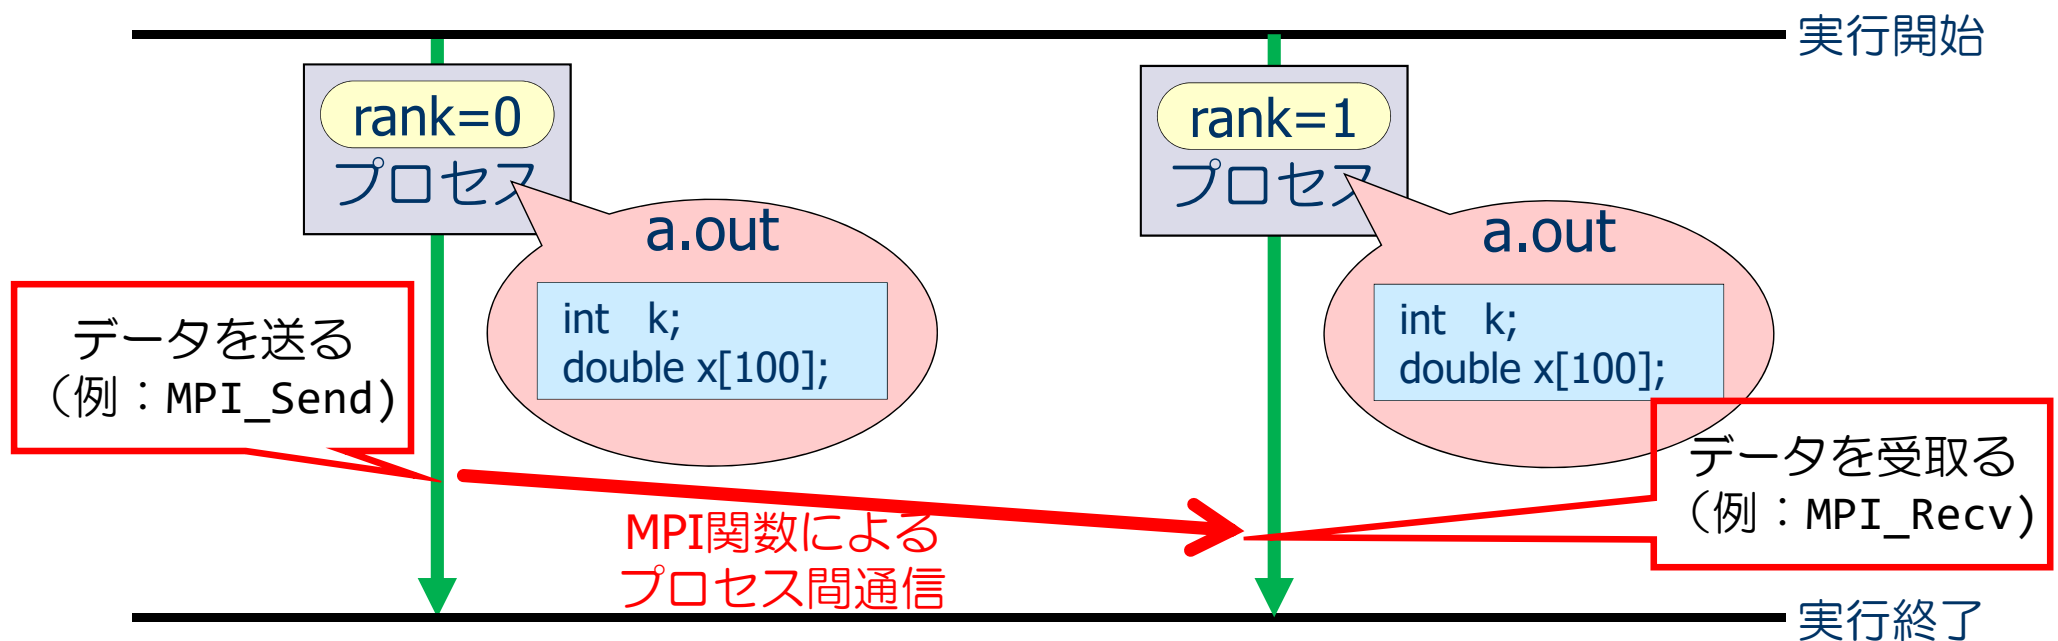 実行開始
rank=0
プロセス
rank=1
プロセス
a.out
int k;
double x[100];
a.out
int k;
double x[100];
データを送る
（例：MPI_Send)
データを受取る
（例：MPI_Recv)
MPI関数による
プロセス間通信
実行終了